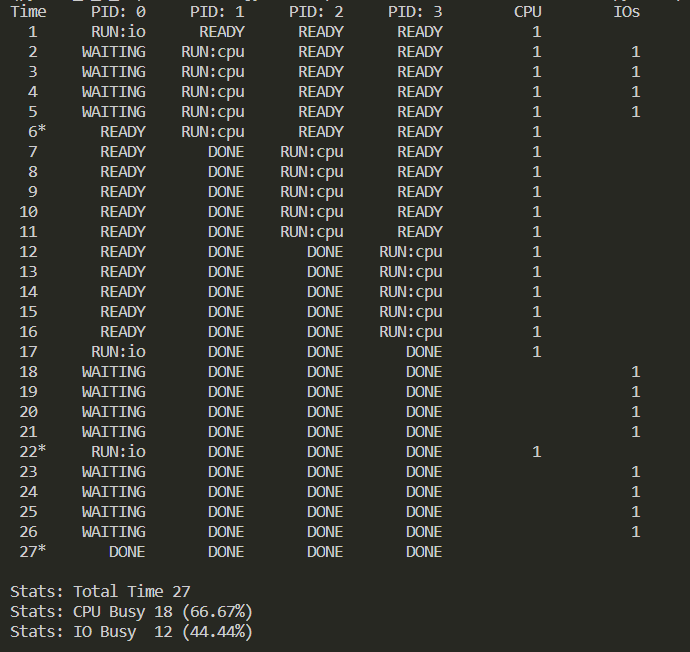 Time PID: 0 PID: 1 PID: 2 PID: 3 CPU IOs
1 RUN:io READY READY READY 1
2 WAITING RUN:cpu READY READY 1 1
3 WAITING RUN:cpu READY READY 1 1
4 WAITING RUN:cpu READY READY 1 1
5 WAITING RUN:cpu READY READY 1 1
6* READY RUN:cpu READY READY 1
7 READY DONE RUN:cpu READY 1
8 READY DONE RUN:cpu READY 1
9 READY DONE RUN:cpu READY 1
10 READY DONE RUN:cpu READY 1
11 READY DONE RUN:cpu READY 1
12 READY DONE DONE RUN:cpu 1
13 READY DONE DONE RUN:cpu 1
14 READY DONE DONE RUN:cpu 1
15 READY DONE DONE RUN:cpu 1
16 READY DONE DONE RUN:cpu 1
17 RUN:io DONE DONE DONE 1
18 WAITING DONE DONE DONE 1
19 WAITING DONE DONE DONE 1
20 WAITING DONE DONE DONE 1
21 WAITING DONE DONE DONE 1
22* RUN:io DONE DONE DONE 1
23 WAITING DONE DONE DONE 1
24 WAITING DONE DONE DONE 1
25 WAITING DONE DONE DONE 1
26 WAITING DONE DONE DONE 1
27* DONE DONE DONE DONE
Stats: Total Time 27
Stats: CPU Busy 18 (66.67%)
Stats: IO Busy 12 (44.44%)